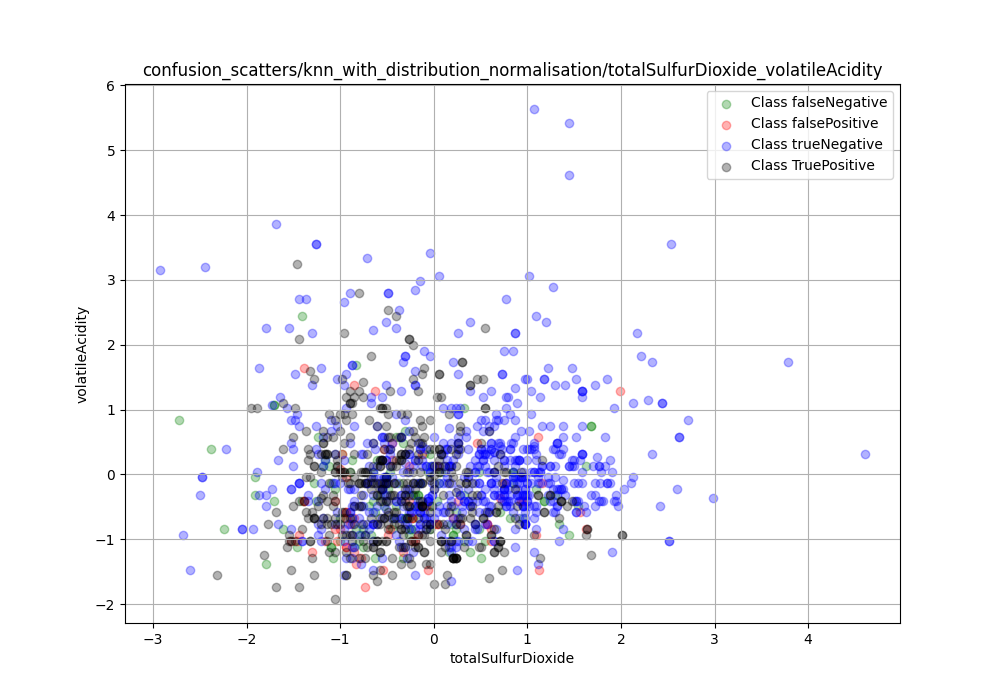 confusion_scatters/knn_with_distribution_normalisation/totalSulfurDioxide_volatileAcidity
Class falseNegative
Class falsePositive
Class trueNegative
Class TruePositive
6
5
4
3
2
1
0
−1
−2
volatileAcidity
−3 −2 −1 0 1 2 3 4
totalSulfurDioxide